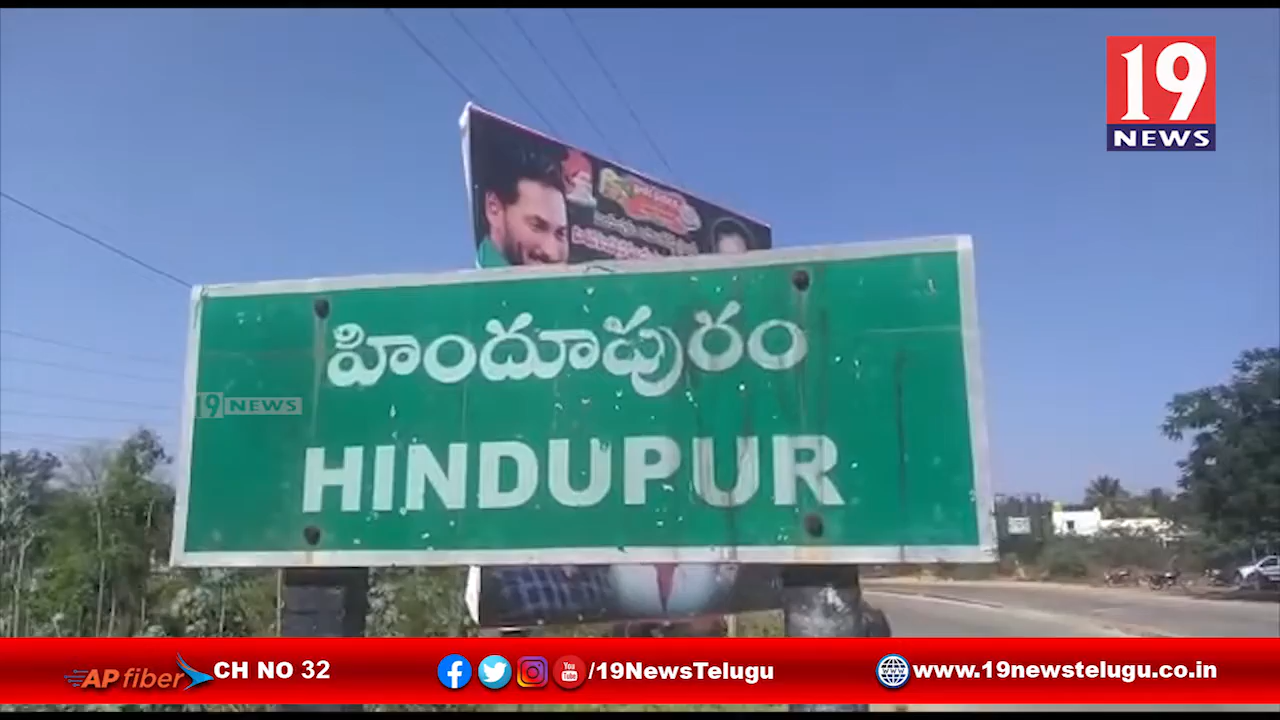 19
NEWS
హిందూపురం
19 NEWS
HINDUPUR
AP fiber CH NO 32
/19NewsTelugu
www.19newstelugu.co.in